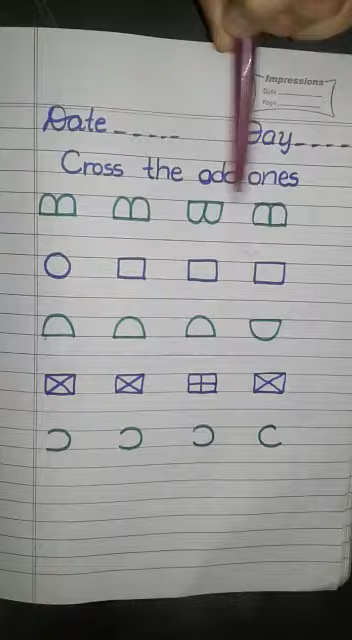 Impressions
Date
Page
Date Day
Cross the odd ones